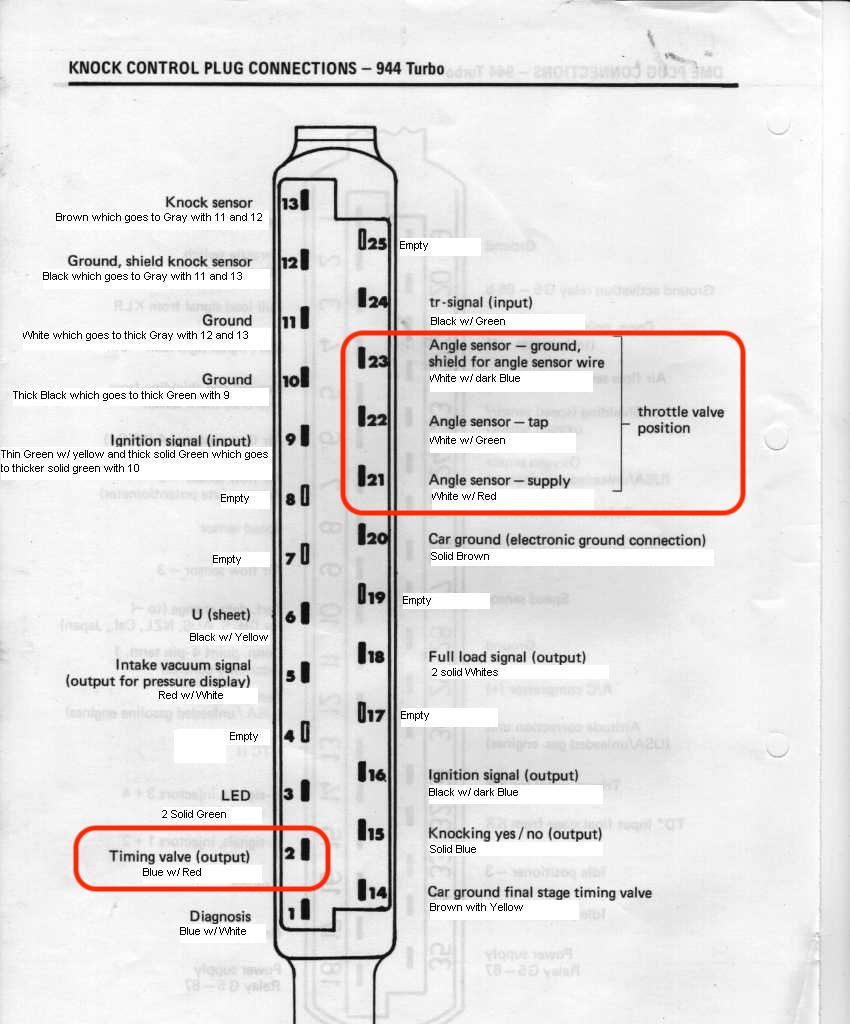 KNOCK CONTROL PLUG CONNECTIONS – 944 Turbo
Knock sensor
Brown which goes to Gray with 11 and 12
13
Ground, shield knock sensor
Black which goes to Gray with 11 and 13
12
Ground
White which goes to thick Gray with 12 and 13
11
Ground
Thick Black which goes to thick Green with 9
10
Ignition signal (input)
Thin Green w/ yellow and thick solid Green which goes
to thicker solid green with 10
9
Empty
8
Empty
7
U (sheet)
Black w/ Yellow
6
Intake vacuum signal
(output for pressure display)
Red w/ White
5
Empty
4
LED
2 Solid Green
3
Timing valve (output)
Blue w/ Red
2
Diagnosis
Blue w/ White
1
25
Empty
24
tr-signal (input)
Black w/ Green
23
Angle sensor – ground,
shield for angle sensor wire
White w/ dark Blue
22
Angle sensor – tap
White w/ Green
21
Angle sensor – supply
White w/ Red
throttle valve
position
20
Car ground (electronic ground connection)
Solid Brown
19
Empty
18
Full load signal (output)
2 solid Whites
17
Empty
16
Ignition signal (output)
Black w/ dark Blue
15
Knocking yes / no (output)
Solid Blue
14
Car ground final stage timing valve
Brown with Yellow